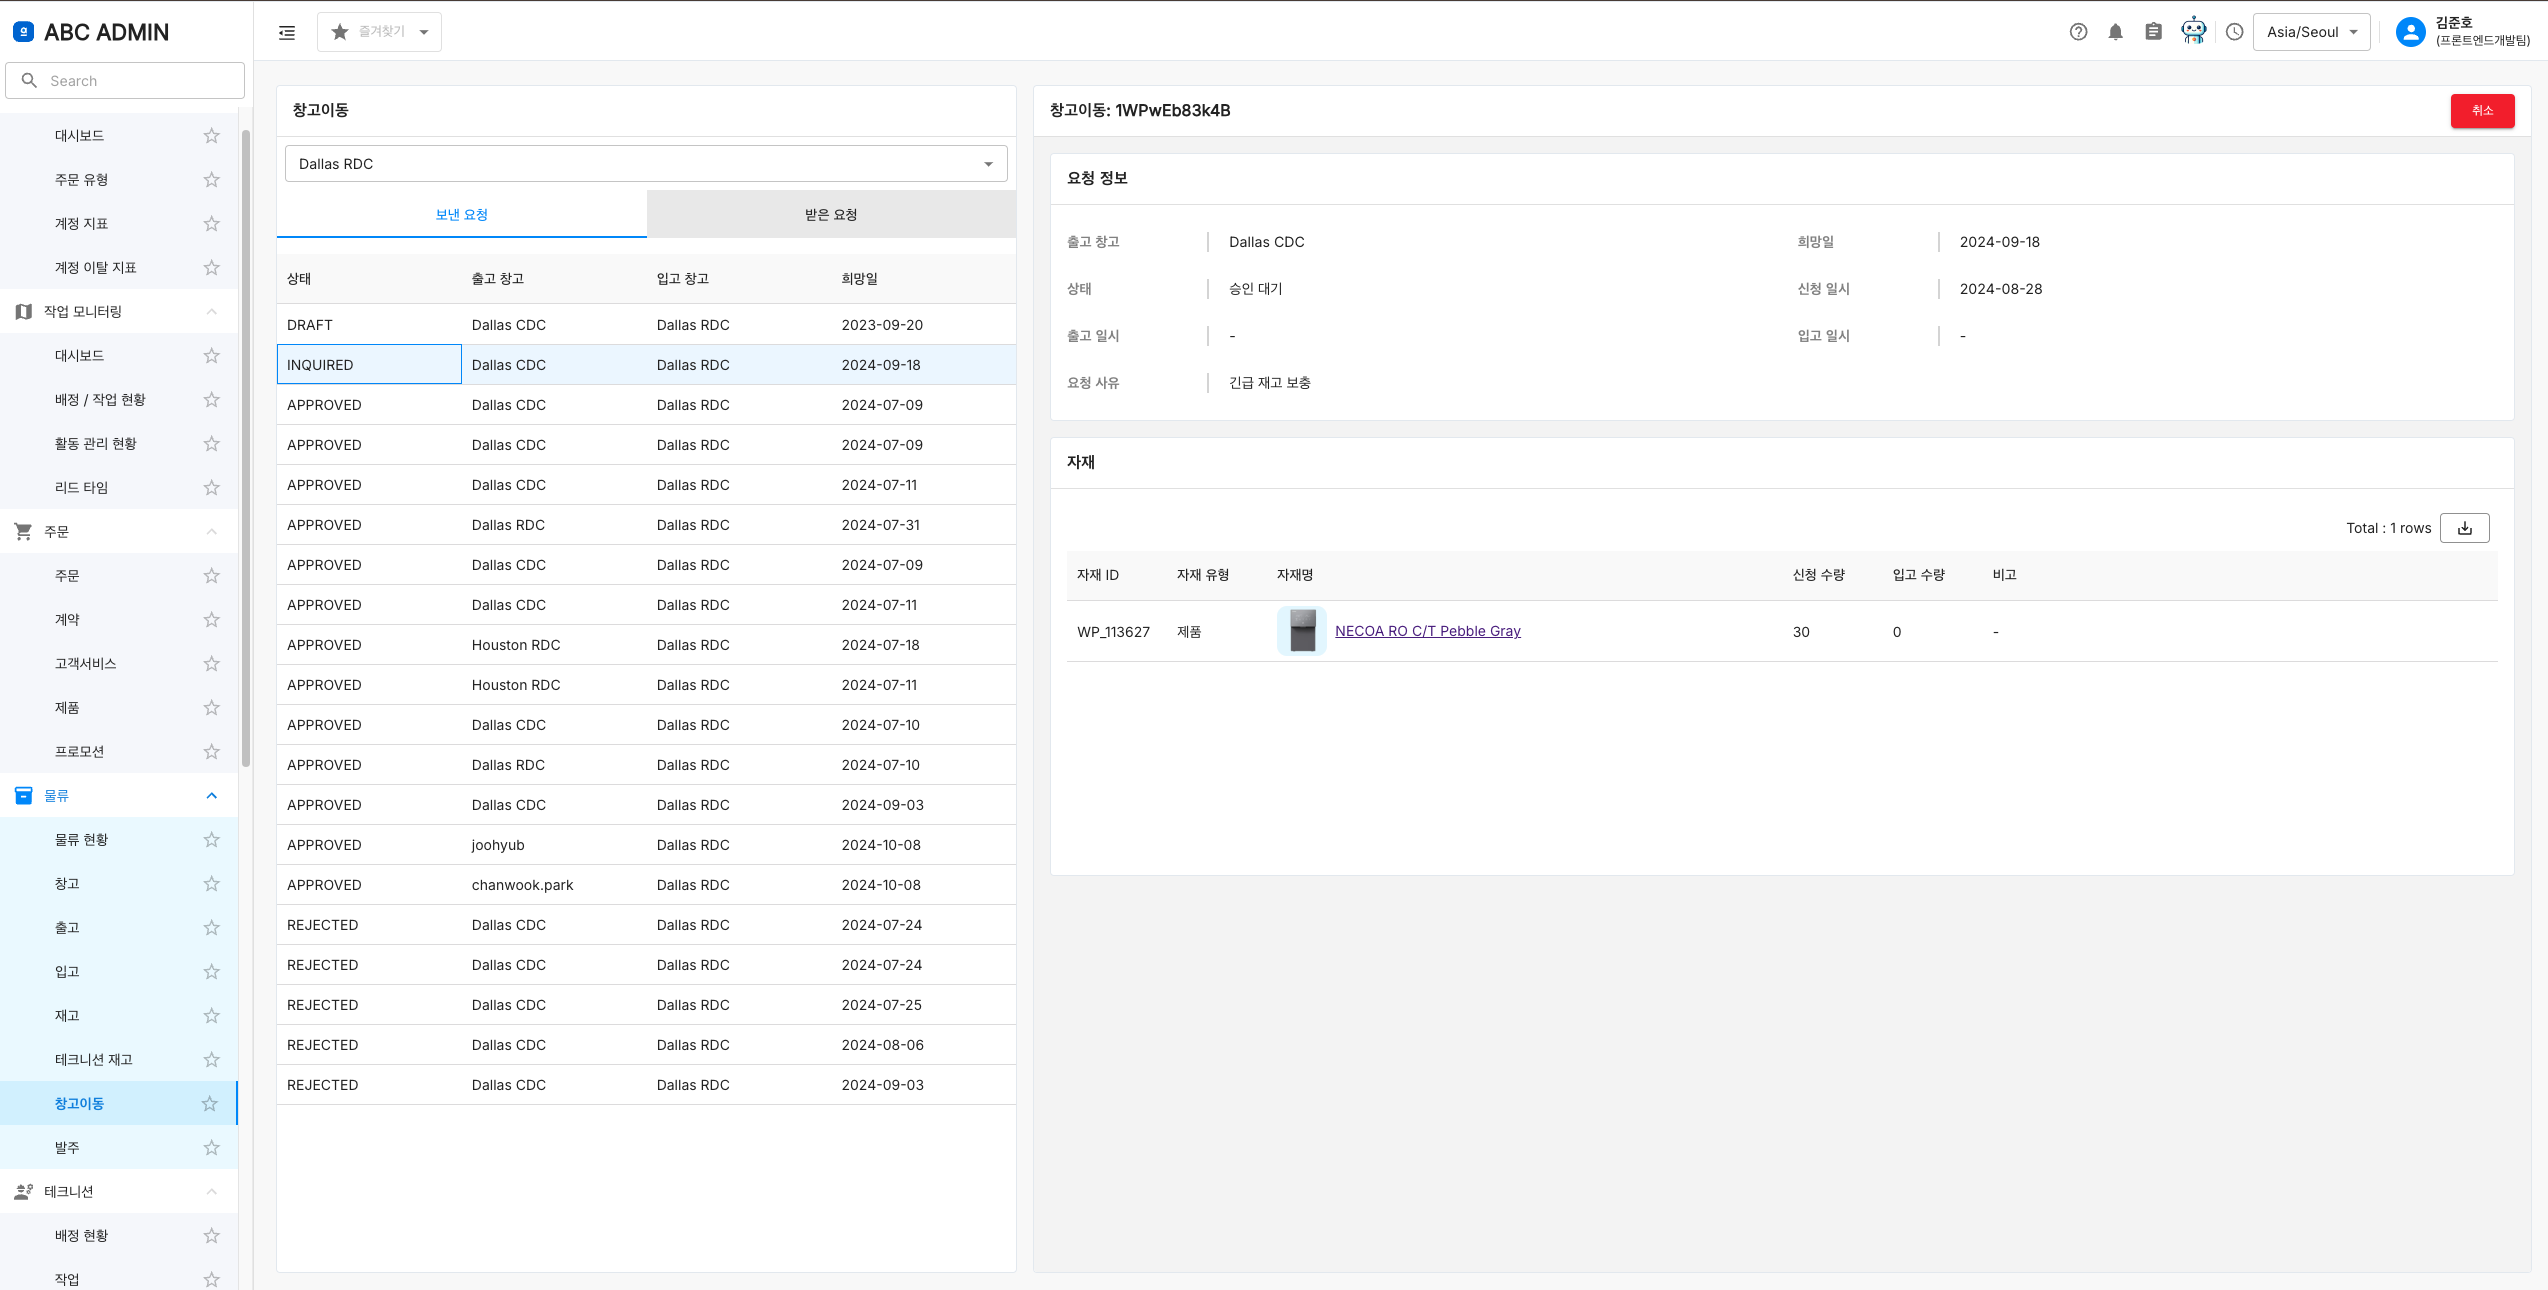 ABC ADMIN
Search
대시보드
주문 유형
계정 지표
계정 이탈 지표
작업 모니터링
대시보드
배정 / 작업 현황
활동 관리 현황
리드 타임
주문
주문
계약
고객서비스
제품
프로모션
물류
물류 현황
창고
출고
입고
재고
테크니션 재고
창고이동
발주
테크니션
배정 현황
작업
즐겨찾기
Asia/Seoul
김준호
(프론트엔드개발팀)
창고이동
Dallas RDC
보낸 요청 받은 요청
상태 출고 창고 입고 창고 희망일
DRAFT Dallas CDC Dallas RDC 2023-09-20
INQUIRED Dallas CDC Dallas RDC 2024-09-18
APPROVED Dallas CDC Dallas RDC 2024-07-09
APPROVED Dallas CDC Dallas RDC 2024-07-09
APPROVED Dallas CDC Dallas RDC 2024-07-11
APPROVED Dallas RDC Dallas RDC 2024-07-31
APPROVED Dallas CDC Dallas RDC 2024-07-09
APPROVED Dallas CDC Dallas RDC 2024-07-11
APPROVED Houston RDC Dallas RDC 2024-07-18
APPROVED Houston RDC Dallas RDC 2024-07-11
APPROVED Dallas CDC Dallas RDC 2024-07-10
APPROVED Dallas RDC Dallas RDC 2024-07-10
APPROVED Dallas CDC Dallas RDC 2024-09-03
APPROVED joohyub Dallas RDC 2024-10-08
APPROVED chanwook.park Dallas RDC 2024-10-08
REJECTED Dallas CDC Dallas RDC 2024-07-24
REJECTED Dallas CDC Dallas RDC 2024-07-24
REJECTED Dallas CDC Dallas RDC 2024-07-25
REJECTED Dallas CDC Dallas RDC 2024-08-06
REJECTED Dallas CDC Dallas RDC 2024-09-03
창고이동: 1WPwEb83k4B
취소
요청 정보
출고 창고 Dallas CDC 희망일 2024-09-18
상태 승인 대기 신청 일시 2024-08-28
출고 일시 - 입고 일시 -
요청 사유 긴급 재고 보충
자재
Total : 1 rows
자재 ID 자재 유형 자재명 신청 수량 입고 수량 비고
WP_113627 제품 NECOA RO C/T Pebble Gray 30 0 -